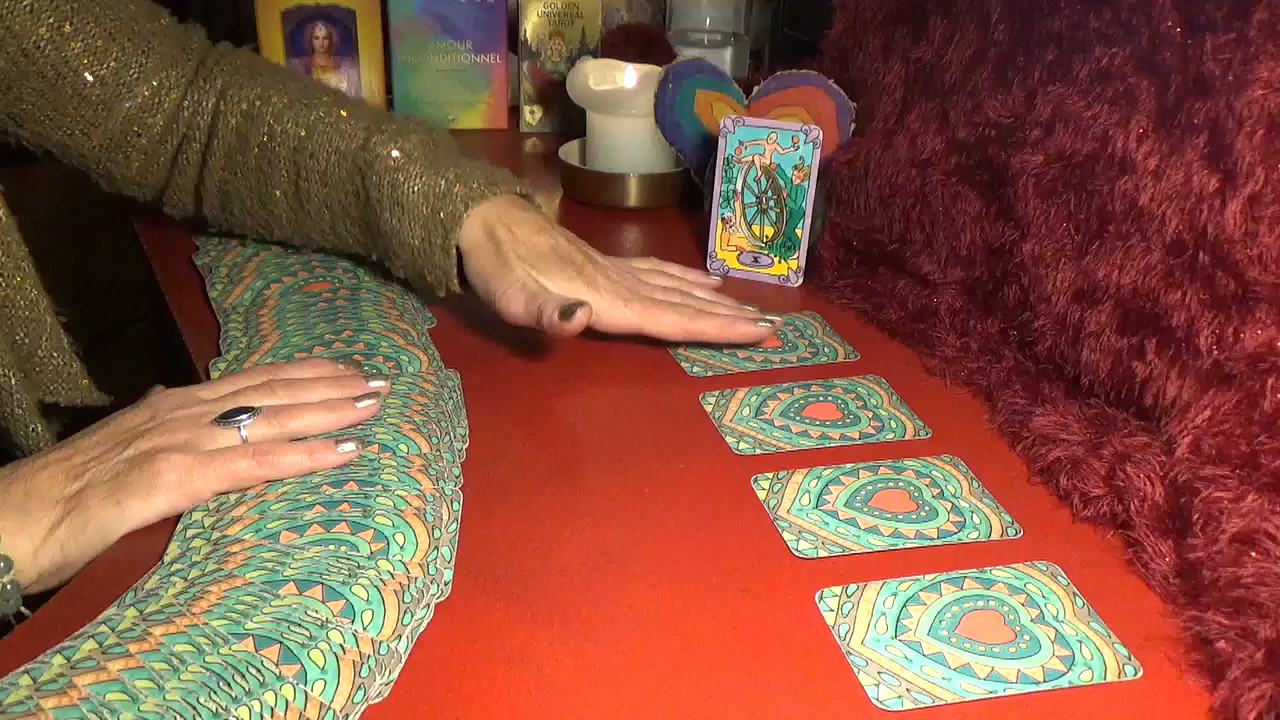 AMOUR
INCONDITIONNEL
GOLDEN
UNIVERSAL
TAROT
X